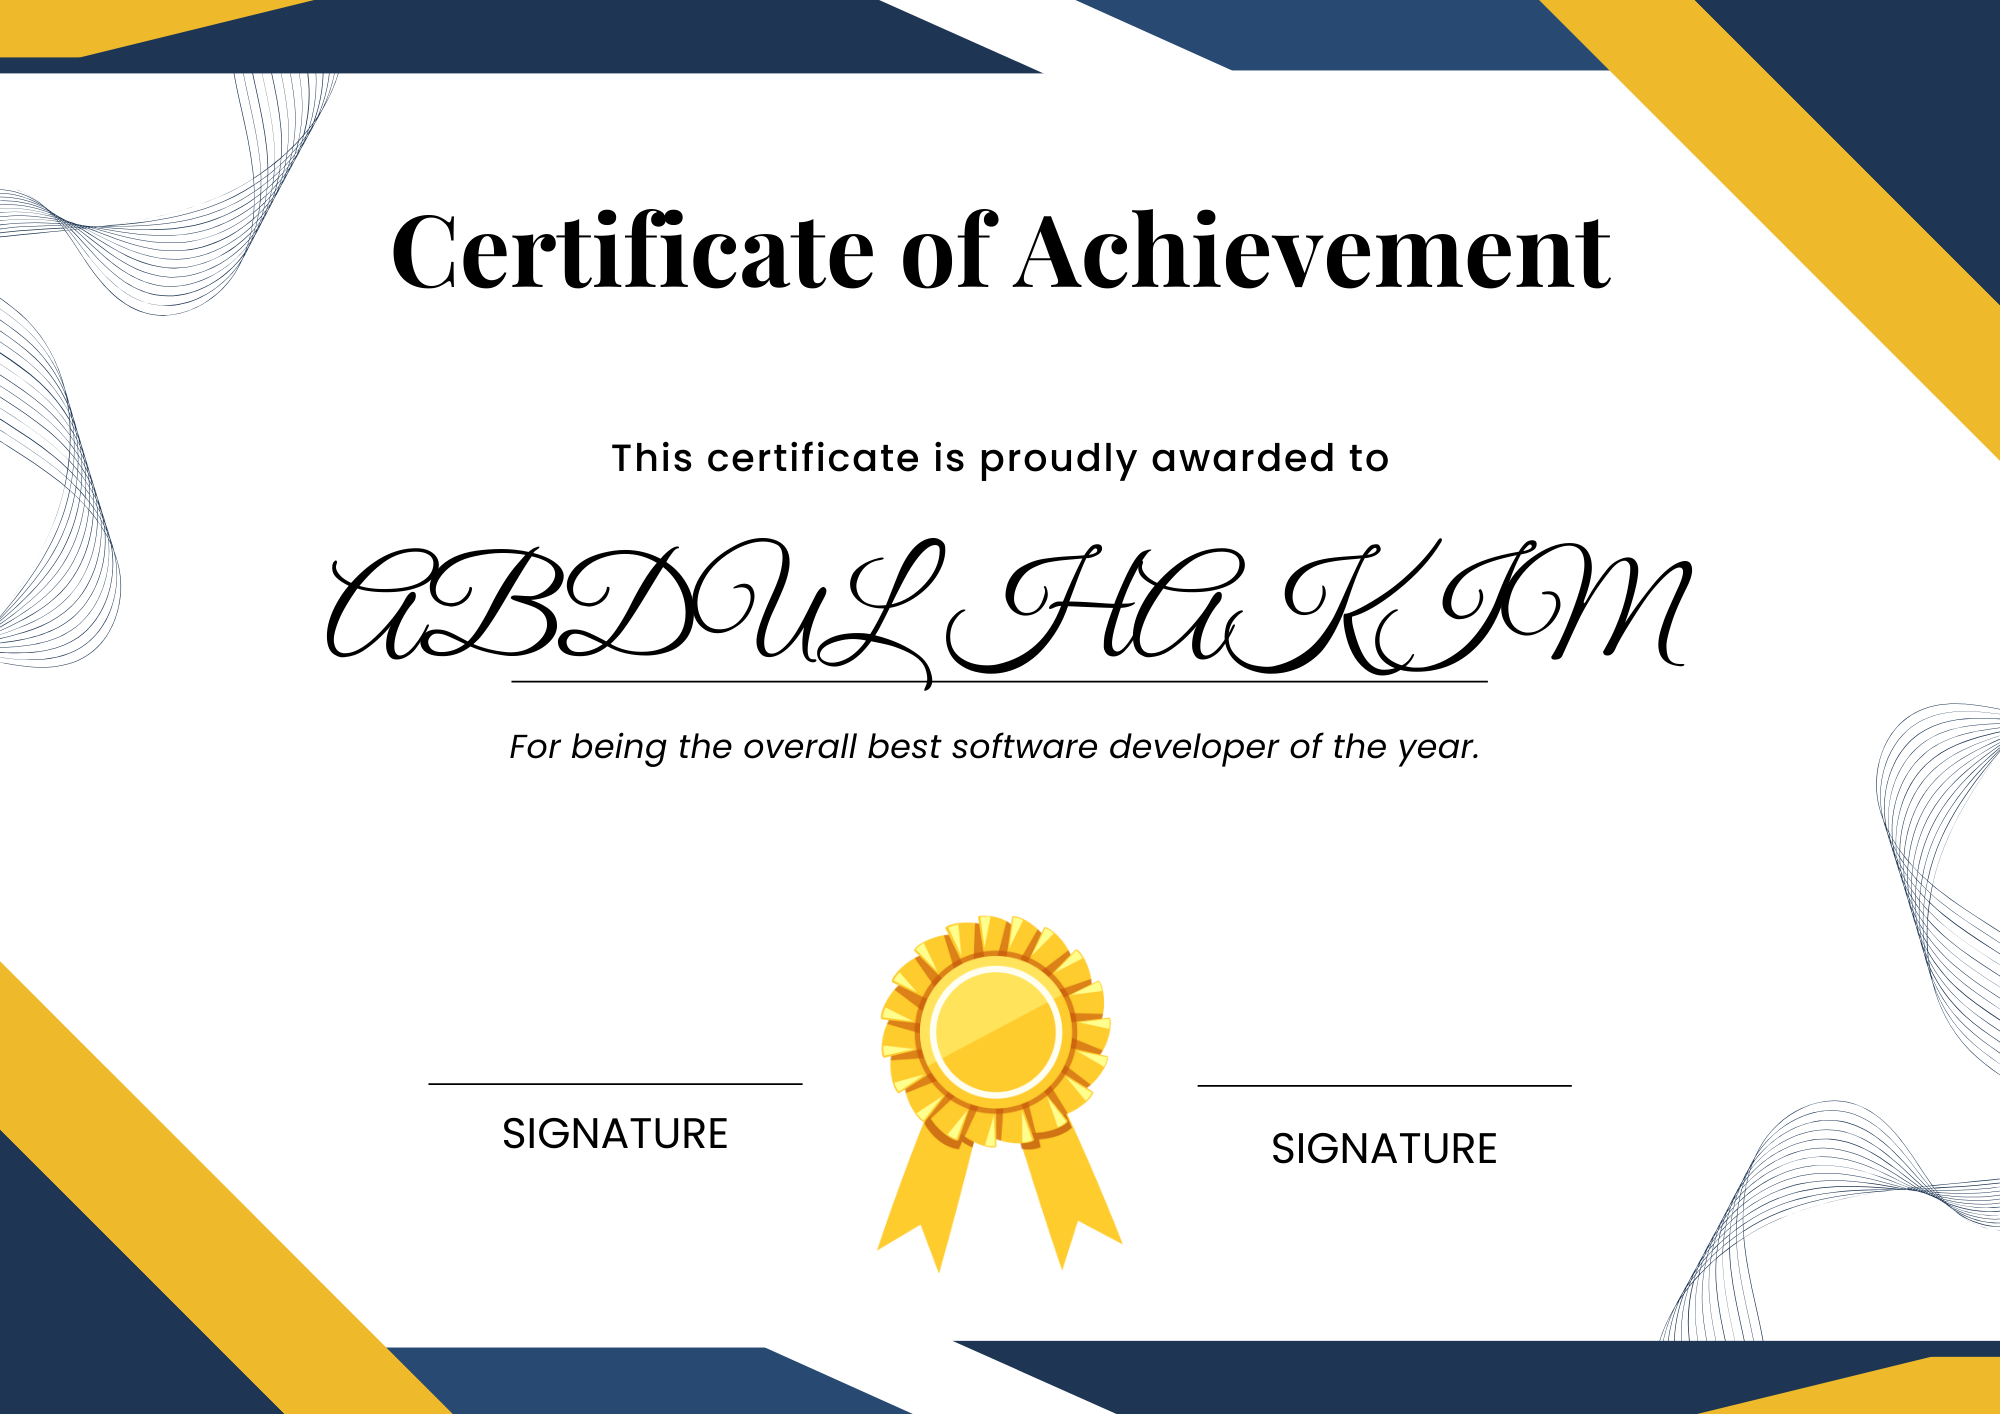 Certificate of Achievement
This certificate is proudly awarded to
ABDUL HAKIM
For being the overall best software developer of the year.
SIGNATURE
SIGNATURE